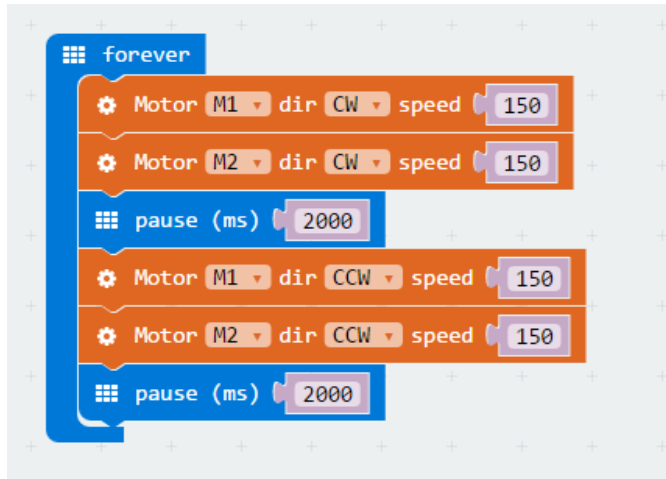 forever
Motor M1 dir CW speed 150
Motor M2 dir CW speed 150
pause (ms) 2000
Motor M1 dir CCW speed 150
Motor M2 dir CCW speed 150
pause (ms) 2000